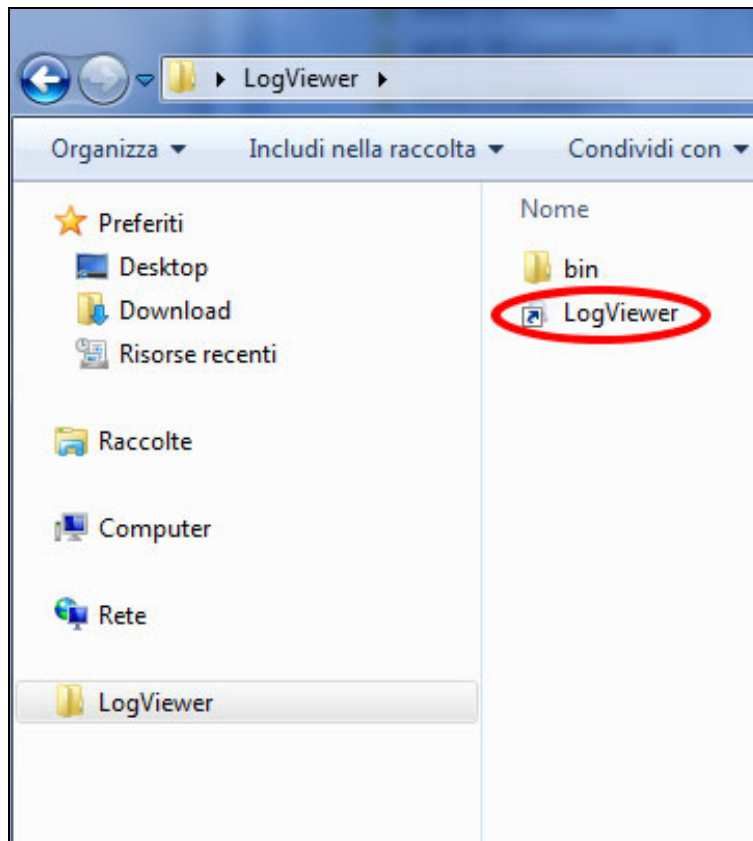 LogViewer
Organizza Includi nella raccolta Condividi con
Preferiti
Desktop
Download
Risorse recenti
Raccolte
Computer
Rete
LogViewer
Nome
bin
LogViewer